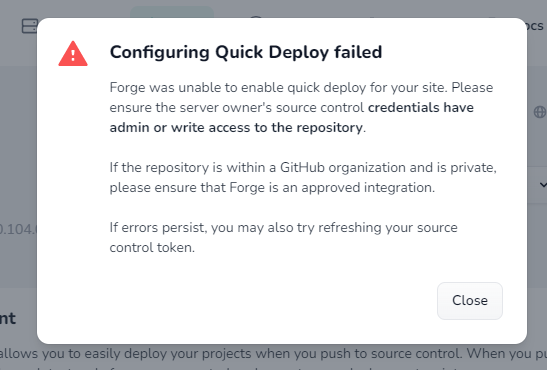 ocs
Configuring Quick Deploy failed
Forge was unable to enable quick deploy for your site. Please
ensure the server owner's source control credentials have
admin or write access to the repository.
If the repository is within a GitHub organization and is private,
please ensure that Forge is an approved integration.
0.104.
If errors persist, you may also try refreshing your source
control token.
Close
nt
allows you to easily deploy your projects when you push to source control. When you pu